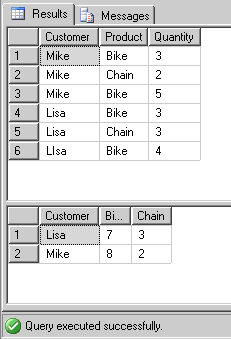 Results Messages
Customer Product Quantity
1 Mike Bike 3
2 Mike Chain 2
3 Mike Bike 5
4 Lisa Bike 3
5 Lisa Chain 3
6 LIsa Bike 4
Customer Bi... Chain
1 Lisa 7 3
2 Mike 8 2
Query executed successfully.